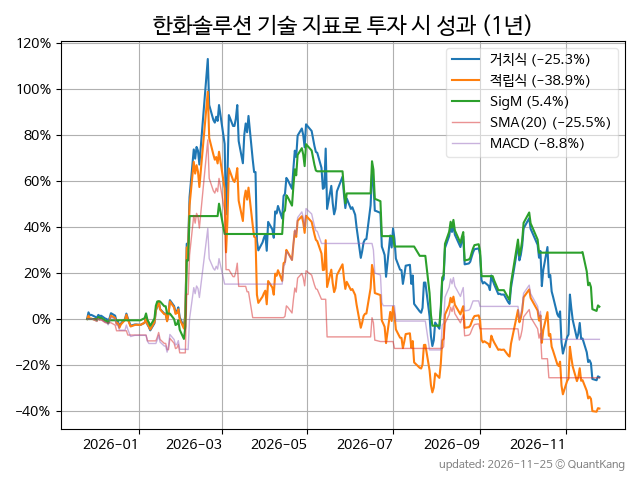 한화솔루션 기술 지표로 투자 시 성과 (1년)
120%
100%
80%
60%
40%
20%
0%
−20%
−40%
거치식 (−25.3%)
적립식 (−38.9%)
SigM (5.4%)
SMA(20) (−25.5%)
MACD (−8.8%)
2026-01 2026-03 2026-05 2026-07 2026-09 2026-11
updated: 2026-11-25 © QuantKang